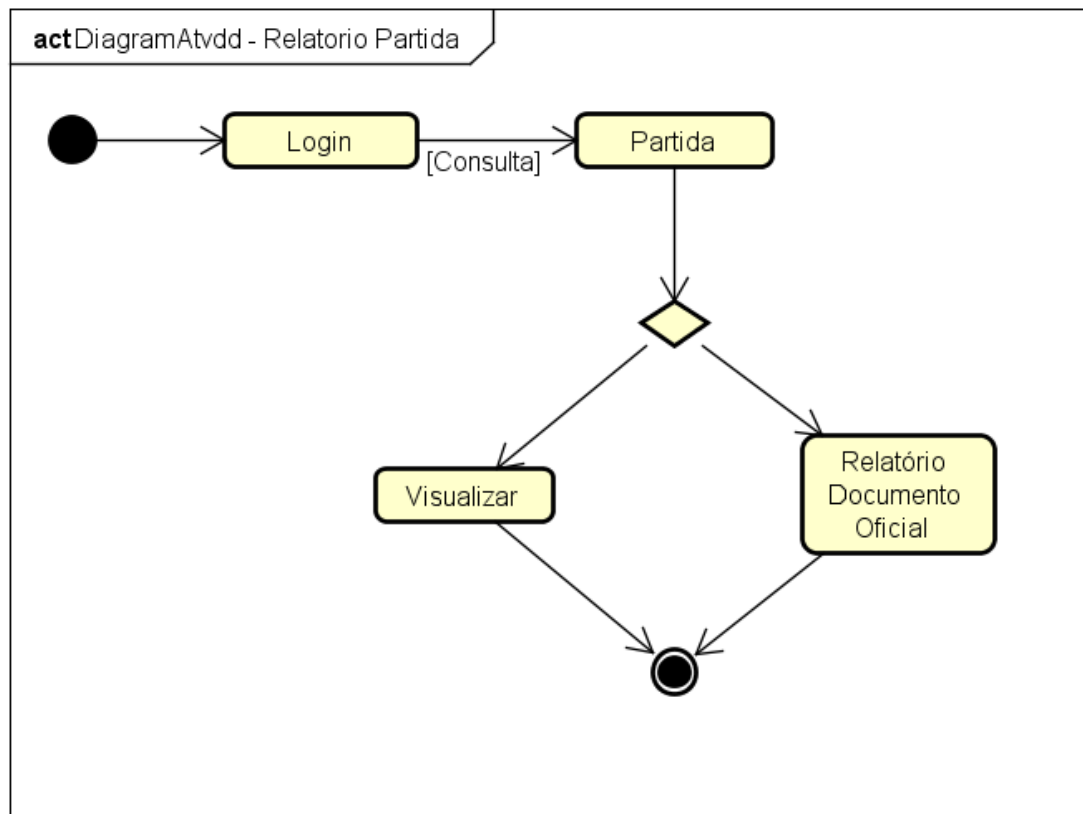 act DiagramAtvdd - Relatorio Partida
Login
[Consulta]
Partida
Visualizar
Relatório
Documento
Oficial